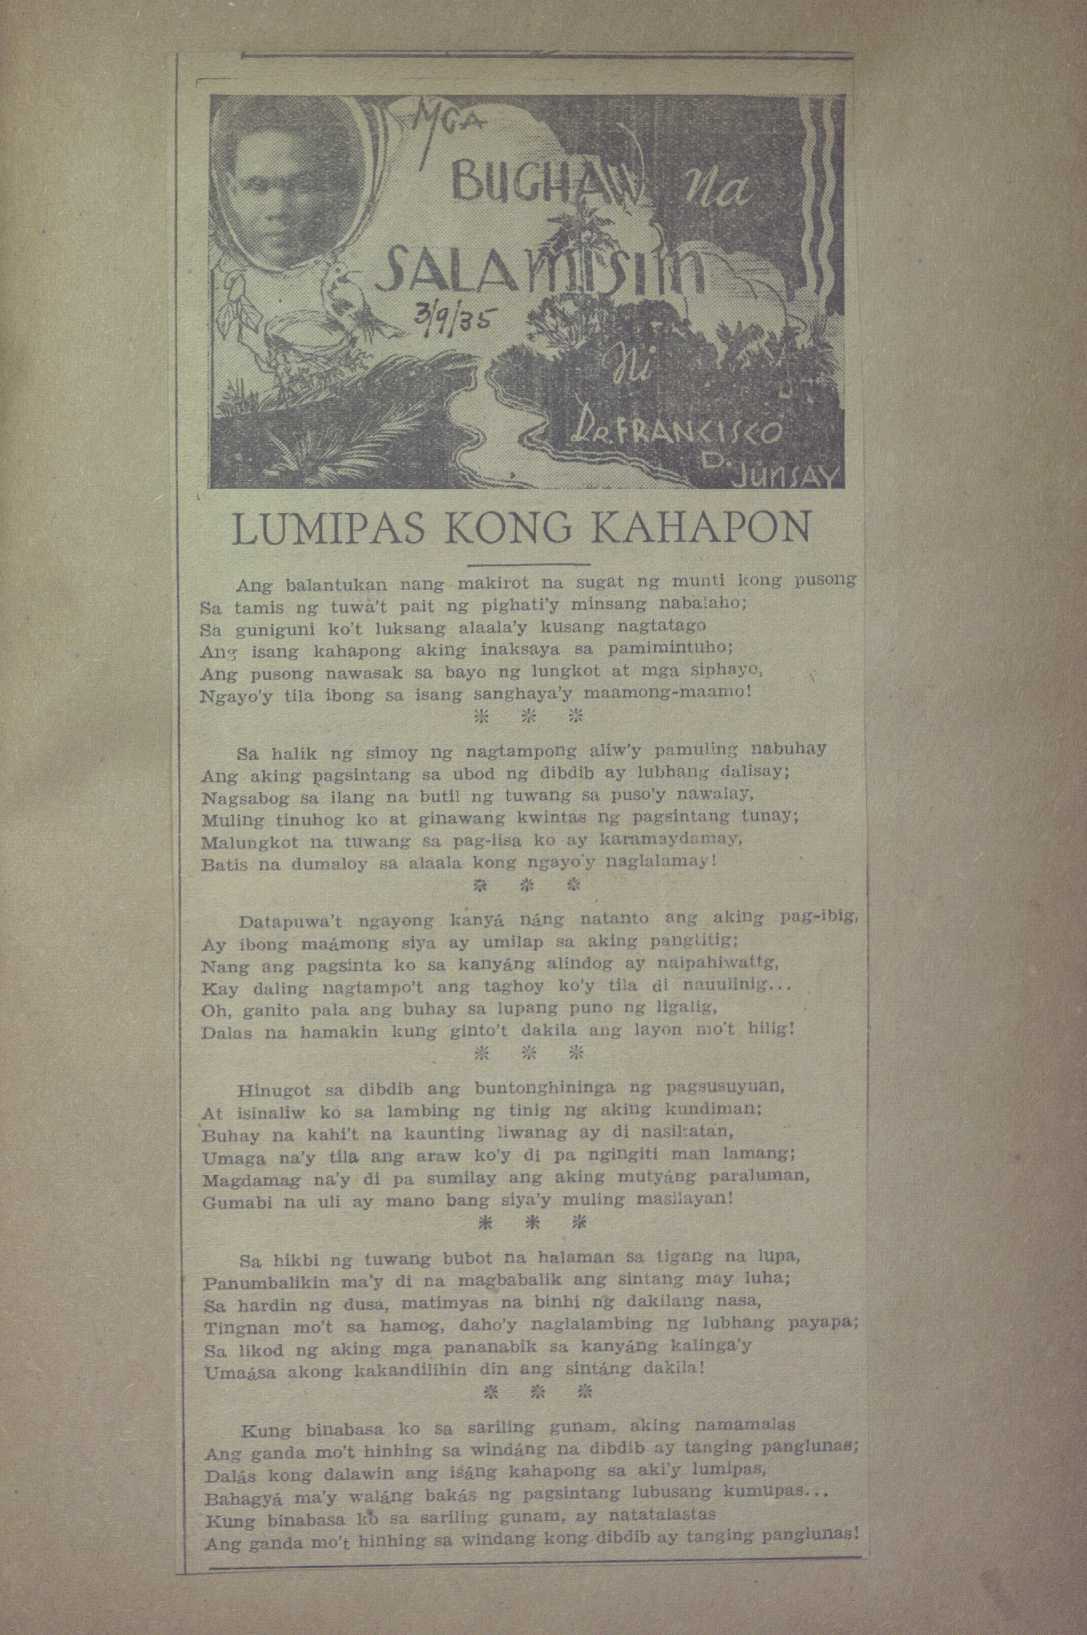 MGA
BUGHAW Na
SALAMISIM
3/9/35
Ni
DR. FRANCISCO
D. JUNSAY
LUMIPAS KONG KAHAPON
Ang balantukan nang makirot na sugat ng munti kong pusong
Sa tamis ng tuwa't pait ng pighati'y minsang nabalaho;
Sa guniguni ko't luksang alaala'y kusang nagtatago
Ang isang kahapong aking inaksaya sa pamimintuho;
Ang pusong nawasak sa bayo ng lungkot at mga siphayo,
Ngayo'y tila ibong sa isang sanghaya'y maamong-maamo!
* * *
Sa halik ng simoy ng nagtampong aliw'y pamuling nabuhay
Ang aking pagsintang sa ubod ng dibdib ay lubhang dalisay;
Nagsabog sa ilang na butil ng tuwang sa puso'y nawalay,
Muling tinuhog ko at ginawang kwintas ng pagsintang tunay;
Malungkot na tuwang sa pag-iisa ko ay karamaydamay,
Batis na dumaloy sa alaala kong ngayo'y naglalamay!
* * *
Datapuwa't ngayong kanyá náng natanto ang aking pag-ibig,
Ay ibong maámong siya ay umilap sa aking pangtitig;
Nang ang pagsinta ko sa kanyáng alindog ay naipahiwattg,
Kay daling nagtampo't ang taghoy ko'y tila di nauulinig...
Oh, ganito pala ang buhay sa lupang puno ng ligalig,
Dalas na hamakin kung ginto't dakila ang layon mo't hilig!
* * *
Hinugot sa dibdib ang buntonghininga ng pagsusuyuan,
At isinaliw ko sa lambing ng tinig ng aking kundiman;
Buhay na kahi't na kaunting liwanag ay di nasikatan,
Umaga na'y tila ang araw ko'y di pa ngingiti man lamang;
Magdamag na'y di pa sumilay ang aking mutyáng paraluman,
Gumabi na uli ay mano bang siya'y muling masilayan!
* * *
Sa hikbi ng tuwang bubot na halaman sa tigang na lupa,
Panumbalikin ma'y di na magbabalik ang sintang may luha;
Sa hardin ng dusa, matimyas na binhi ng dakilang nasa,
Tingnan mo't sa hamog, daho'y naglalambing ng lubhang payapa;
Sa likod ng aking mga pananabik sa kanyáng kalinga'y
Umaása akong kakandilihin din ang sintáng dakila!
* * *
Kung binabasa ko sa sariling gunam, aking namamalas
Ang ganda mo't hinhing sa windáng na dibdib ay tanging panglunas;
Dalás kong dalawin ang isáng kahapong sa aki'y lumipas,
Bahagyá ma'y waláng bakás ng pagsintang lubusang kumupas...
Kung binabasa ko sa sariling gunam, ay natatalastas
Ang ganda mo't hinhing sa windang kong dibdib ay tanging panglunas!